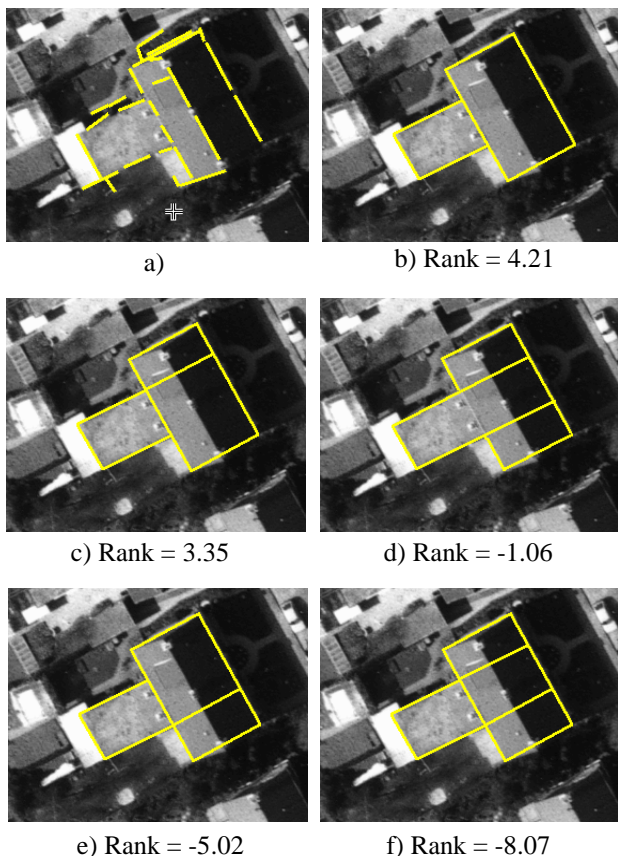 a)
b) Rank = 4.21
c) Rank = 3.35
d) Rank = -1.06
e) Rank = -5.02
f) Rank = -8.07